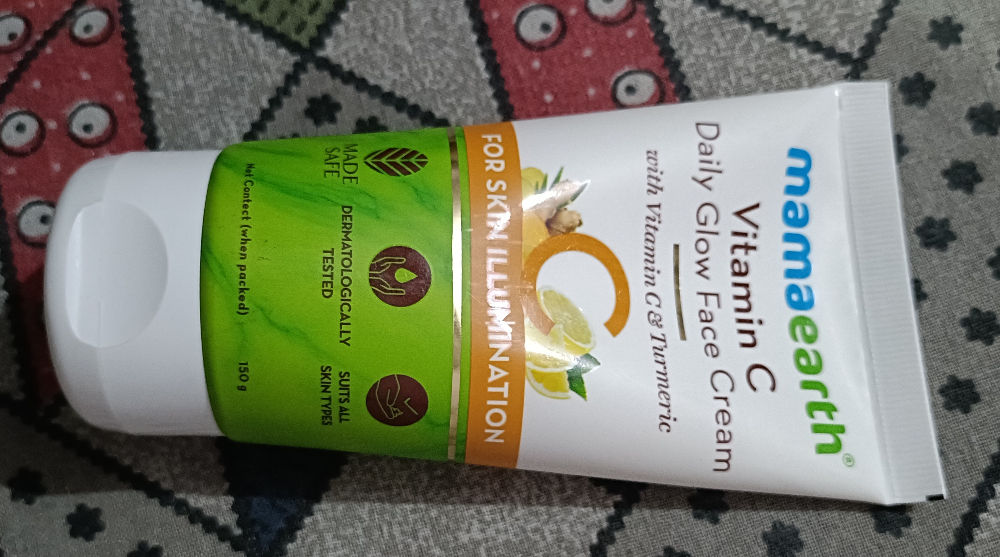 mamaearth®
Vitamin C
Daily Glow Face Cream
with Vitamin C & Turmeric
C
FOR SKIN ILLUMINATION
MADE
SAFE
DERMATOLOGICALLY
TESTED
SUITS ALL
SKIN TYPES
Net Contect (when packed) 150 g